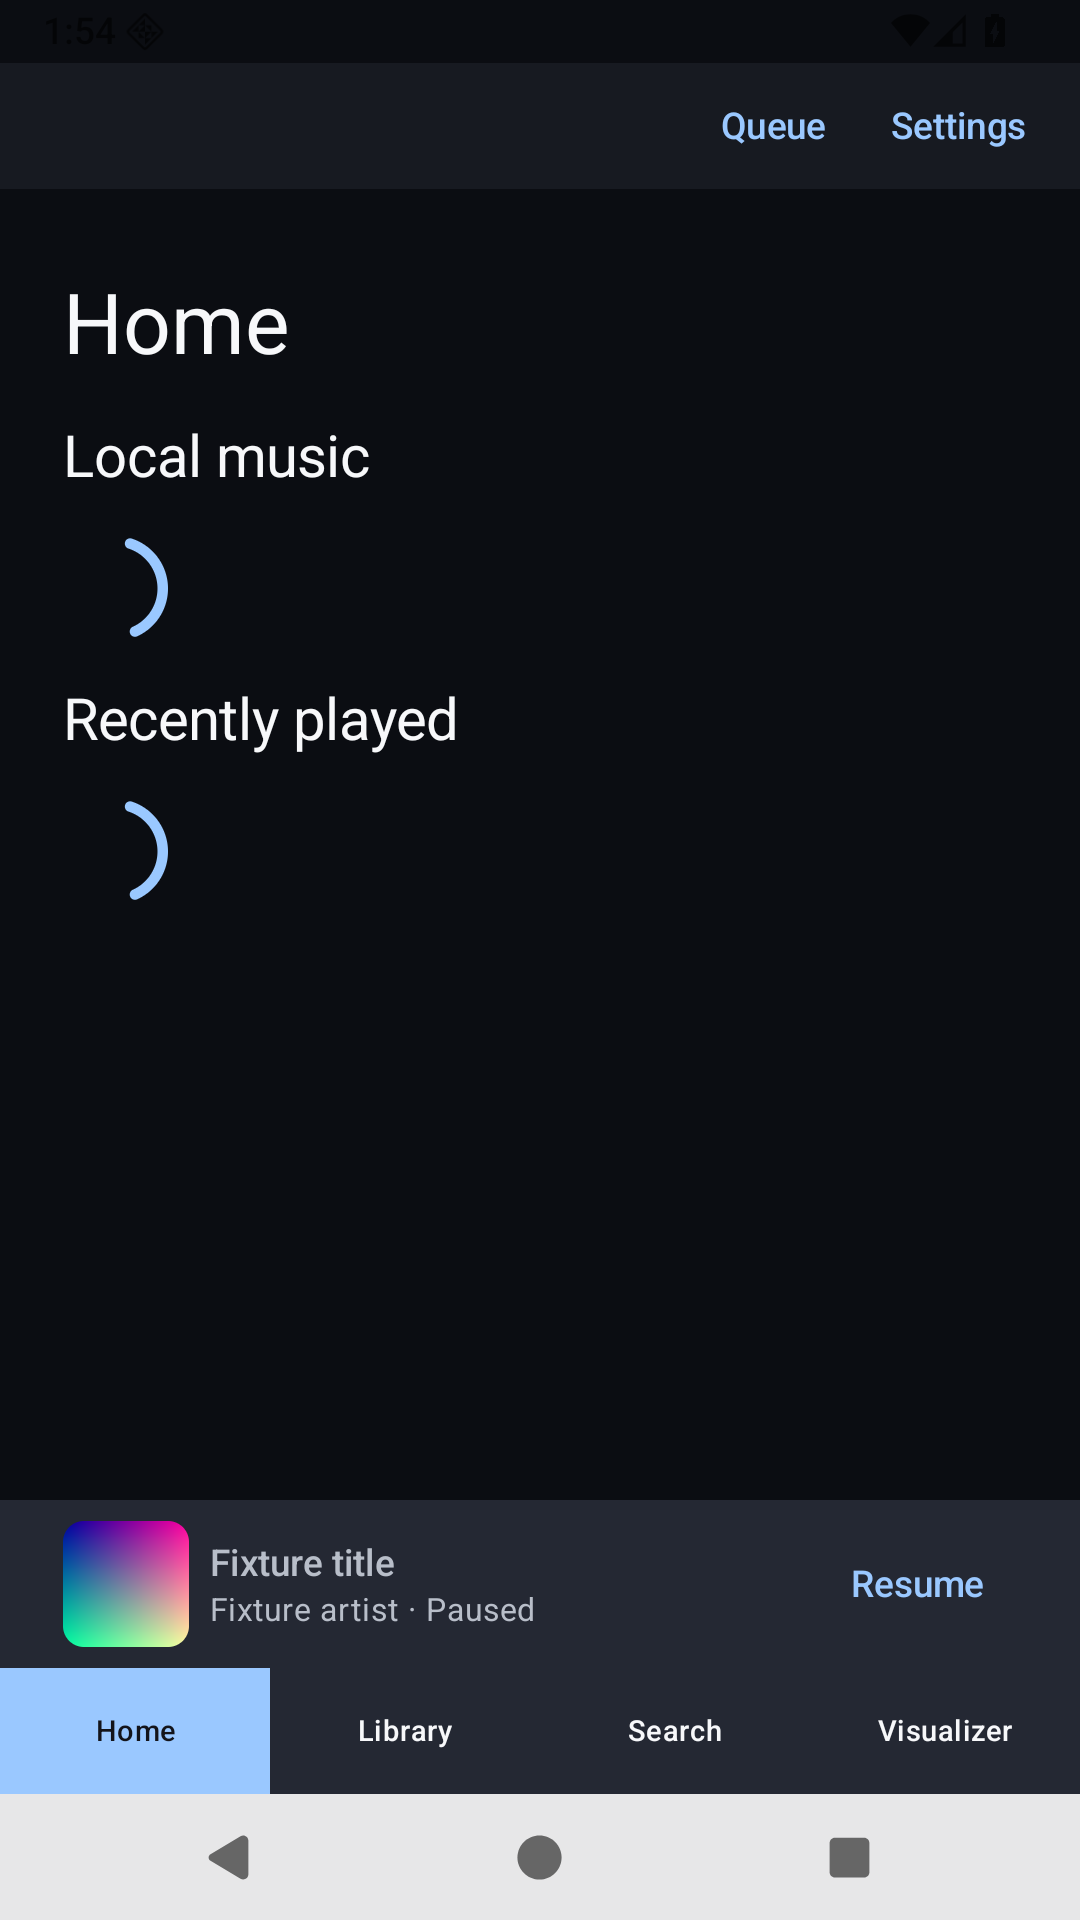 1:54
Queue Settings
Home
Local music
Recently played
Fixture title
Fixture artist · Paused
Resume
Home Library Search Visualizer